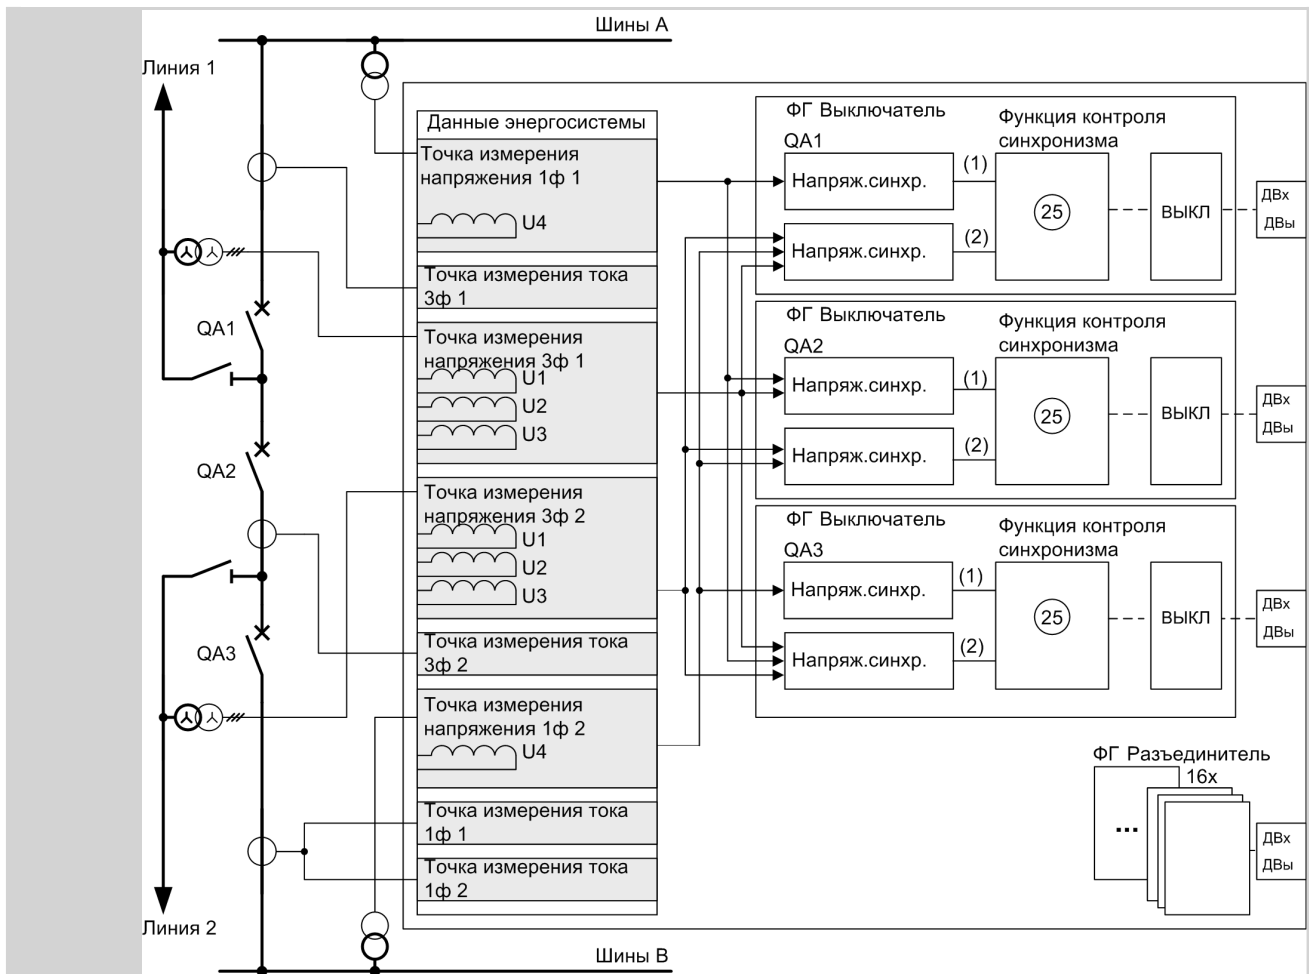 Шины A
Линия 1
QA1
QA2
QA3
Линия 2
Шины B
Данные энергосистемы
Точка измерения
напряжения 1ф 1
U4
Точка измерения тока
3ф 1
Точка измерения
напряжения 3ф 1
U1
U2
U3
Точка измерения
напряжения 3ф 2
U1
U2
U3
Точка измерения тока
3ф 2
Точка измерения
напряжения 1ф 2
U4
Точка измерения тока
1ф 1
Точка измерения тока
1ф 2
ФГ Выключатель
QA1
Функция контроля
синхронизма
Напряж.синхр.
(1)
Напряж.синхр.
(2)
25
ВЫКЛ
ДВх
ДВы
ФГ Выключатель
QA2
Функция контроля
синхронизма
Напряж.синхр.
(1)
Напряж.синхр.
(2)
25
ВЫКЛ
ДВх
ДВы
ФГ Выключатель
QA3
Функция контроля
синхронизма
Напряж.синхр.
(1)
Напряж.синхр.
(2)
25
ВЫКЛ
ДВх
ДВы
ФГ Разъединитель
16x
...
ДВх
ДВы